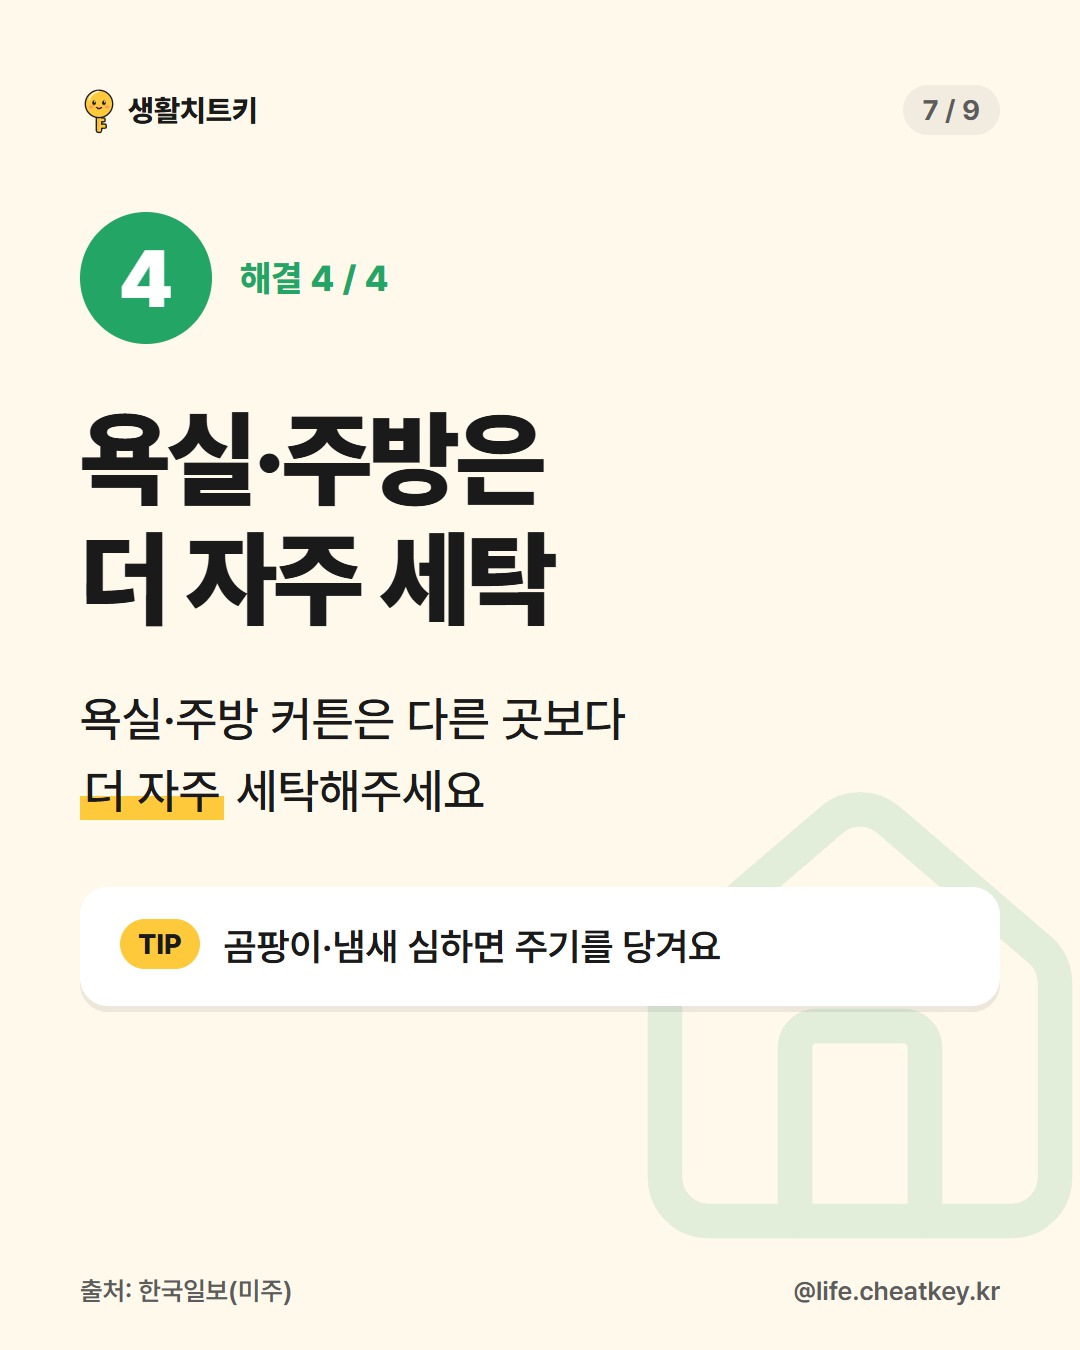 생활치트키
7 / 9
4
해결 4 / 4
욕실·주방은
더 자주 세탁
욕실·주방 커튼은 다른 곳보다
더 자주 세탁해주세요
TIP 곰팡이·냄새 심하면 주기를 당겨요
출처: 한국일보(미주)
@life.cheatkey.kr